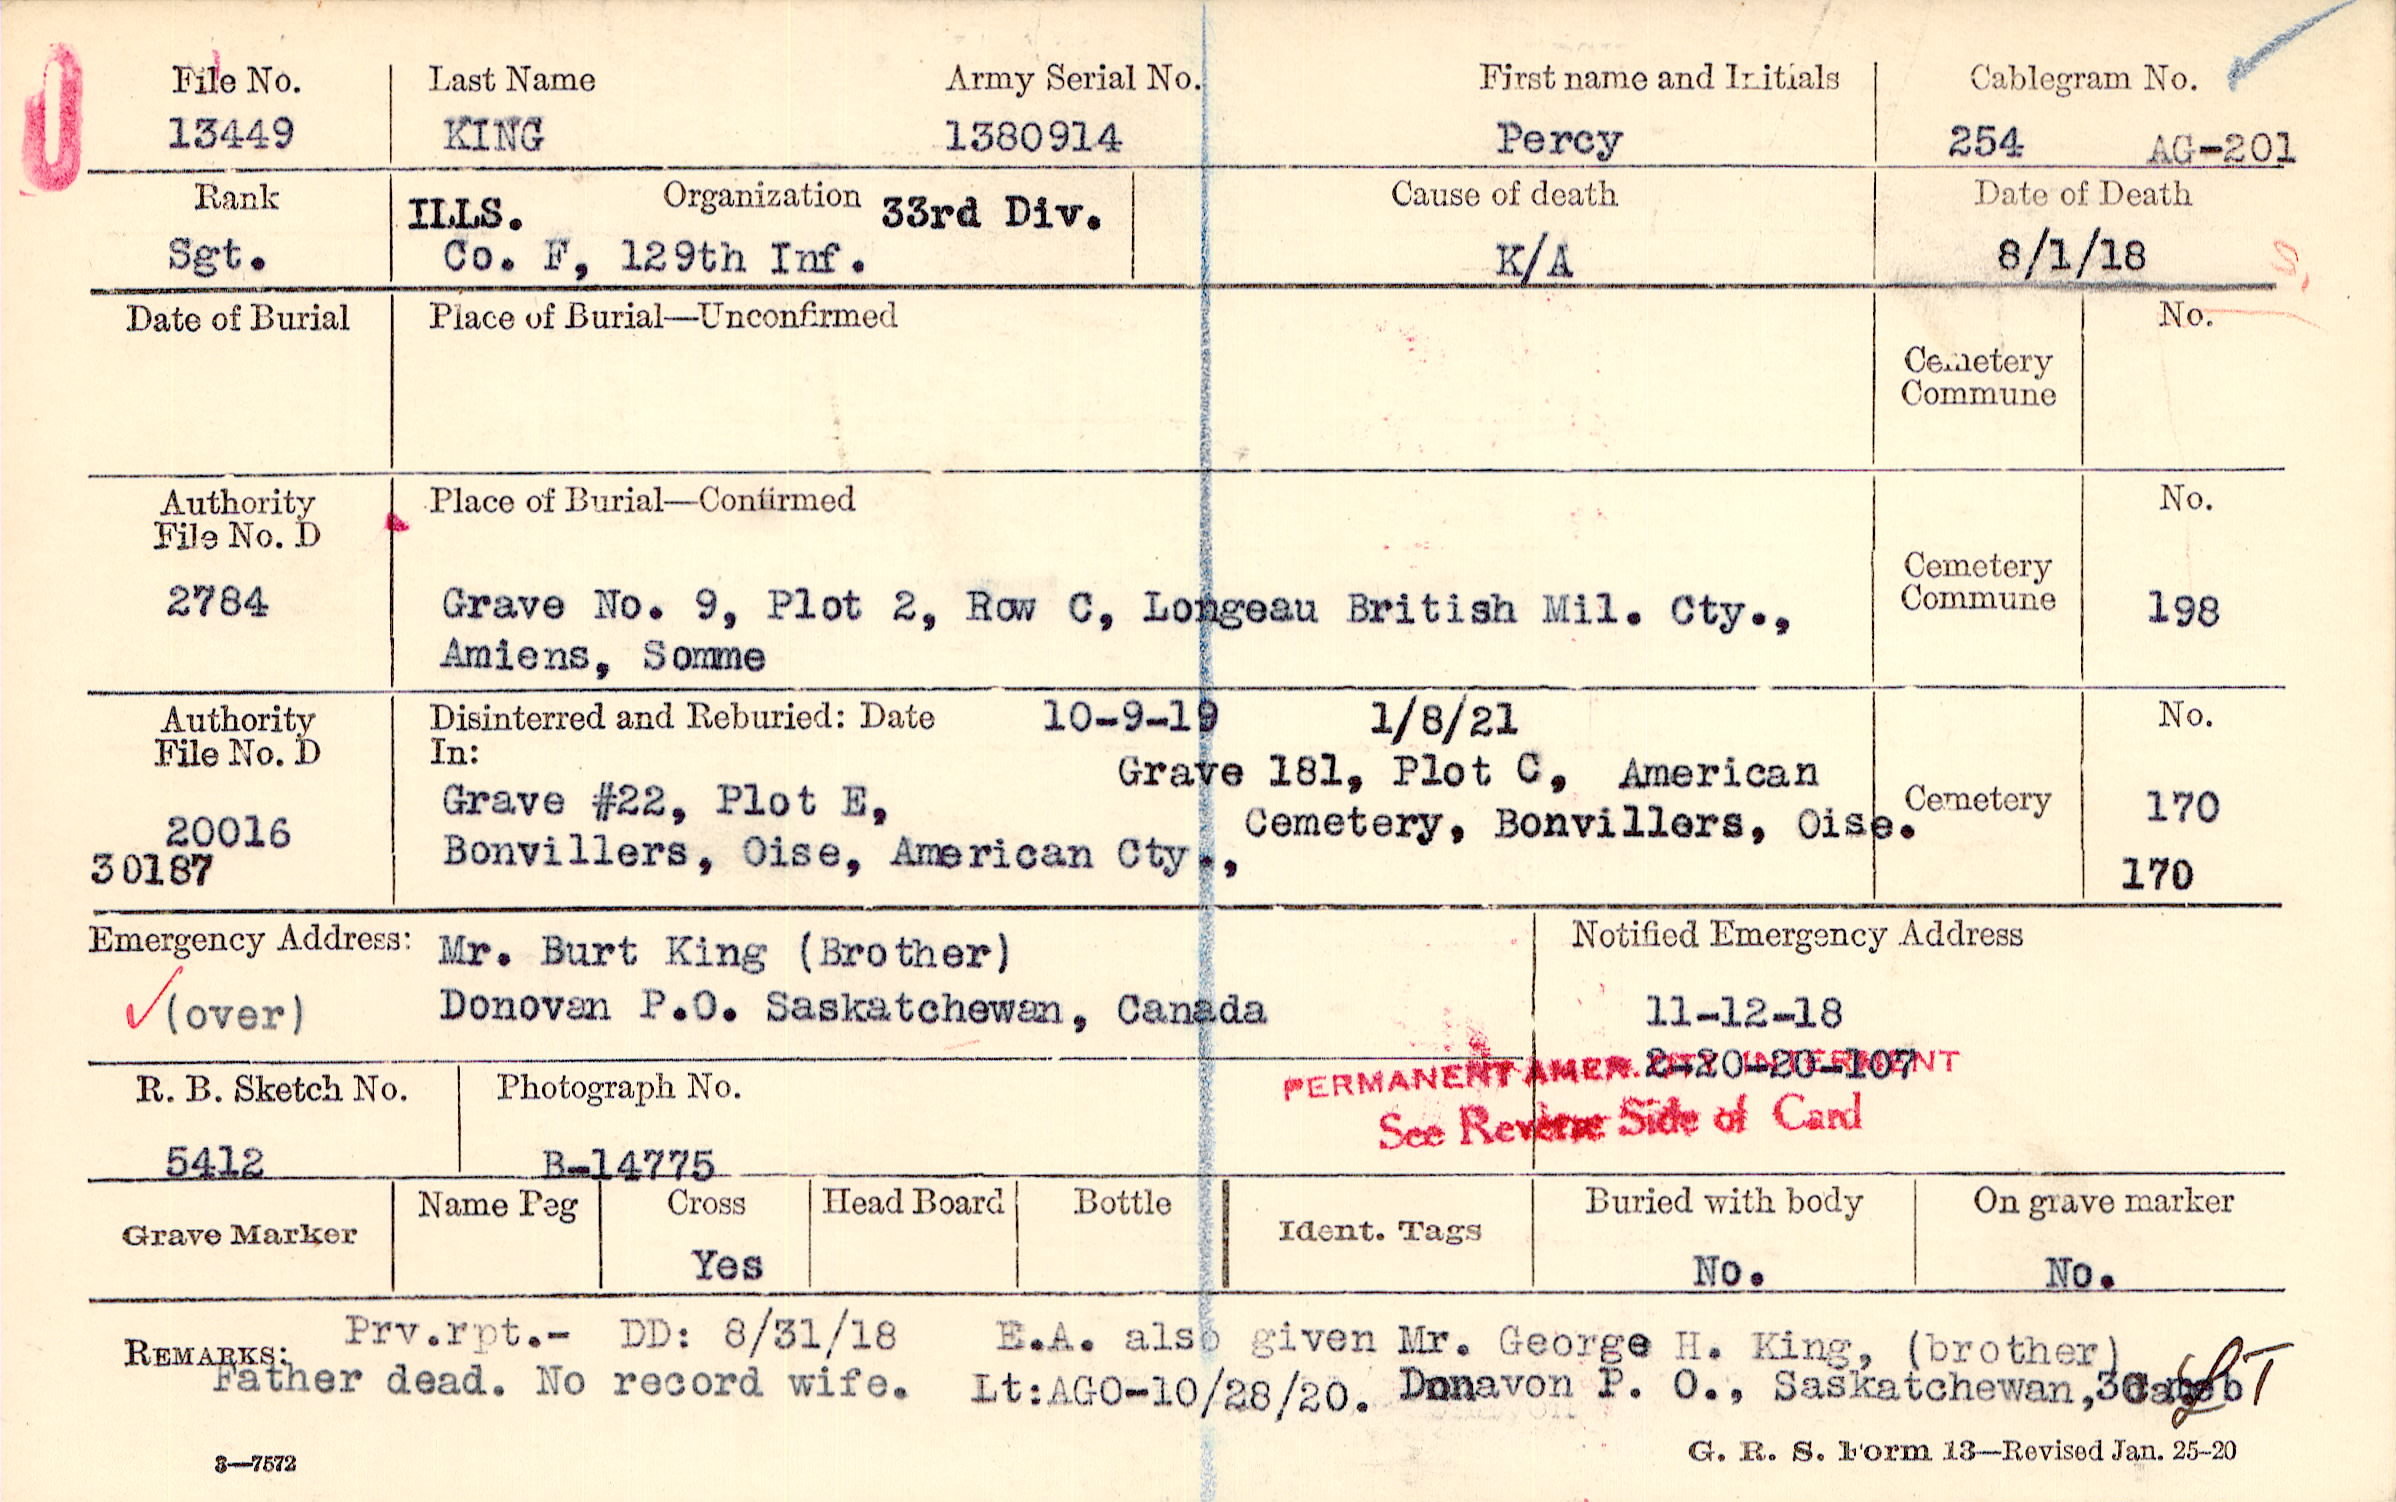 File No. Last Name Army Serial No. First name and Initials Cablegram No.
13449 KING 1380914 Percy 254 AG-201
Rank Organization Cause of death Date of Death
ILLS. 33rd Div.
Sgt. Co. F, 129th Inf. K/A 8/1/18
Date of Burial Place of Burial—Unconfirmed No.
Cemetery
Commune
Authority Place of Burial—Confirmed No.
File No. D
Cemetery
Commune
2784 Grave No. 9, Plot 2, Row C, Longeau British Mil. Cty., 198
Amiens, Somme
Authority Disinterred and Reburied: Date 10-9-19 1/8/21 No.
File No. D In:
Grave 181, Plot C, American
Grave #22, Plot E, Cemetery 170
20016 Cemetery, Bonvillers, Oise.
30187 Bonvillers, Oise, American Cty., 170
Emergency Address: Mr. Burt King (Brother) Notified Emergency Address
(over) Donovan P.O. Saskatchewan, Canada 11-12-18
2-20-20-107
PERMANENT AMER. CTY INTERMENT
See Reverse Side of Card
R. B. Sketch No. Photograph No.
5412 B-14775
Grave Marker Name Peg Cross Head Board Bottle Ident. Tags Buried with body On grave marker
Yes No. No.
REMARKS: Prv.rpt.- DD: 8/31/18 E.A. also given Mr. George H. King, (brother)
Father dead. No record wife. Lt:AGO-10/28/20. Donavon P. O., Saskatchewan,
3—7572 G. R. S. Form 13—Revised Jan. 25-20